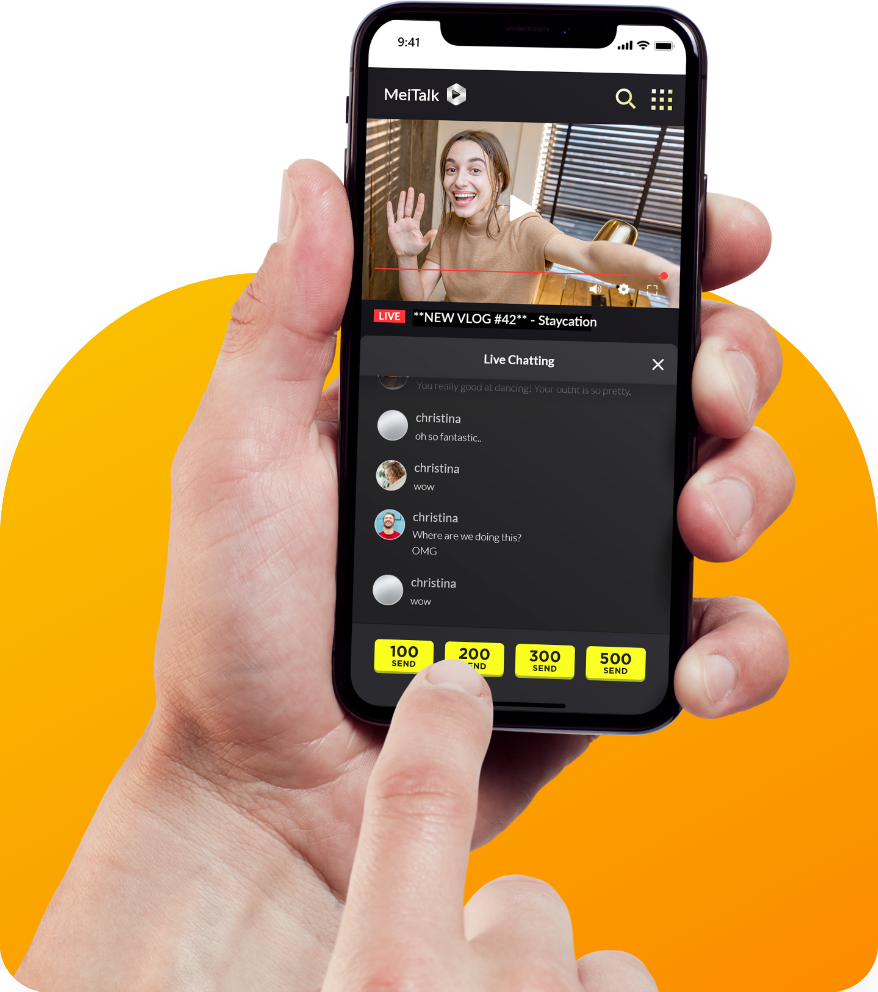 9:41
MeiTalk
LIVE **NEW VLOG #42** - Staycation
Live Chatting
You really good at dancing! Your outfit is so pretty.
christina
oh so fantastic..
christina
wow
christina
Where are we doing this?
OMG
christina
wow
100 200 300 500
SEND SEND SEND SEND